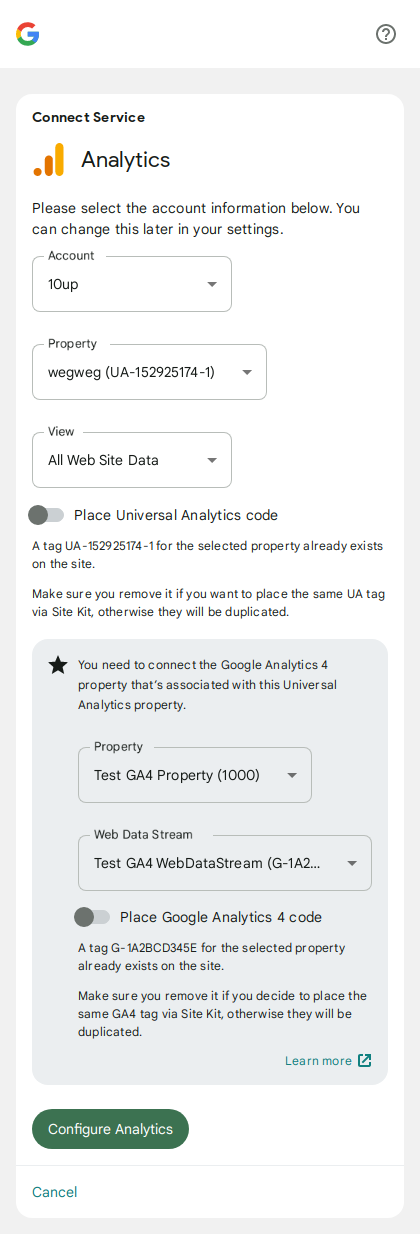 Connect Service
Analytics
Please select the account information below. You
can change this later in your settings.
Account
10up
Property
wegweg (UA-152925174-1)
View
All Web Site Data
Place Universal Analytics code
A tag UA-152925174-1 for the selected property already exists
on the site.
Make sure you remove it if you want to place the same UA tag
via Site Kit, otherwise they will be duplicated.
You need to connect the Google Analytics 4
property that's associated with this Universal
Analytics property.
Property
Test GA4 Property (1000)
Web Data Stream
Test GA4 WebDataStream (G-1A2...
Place Google Analytics 4 code
A tag G-1A2BCD345E for the selected property
already exists on the site.
Make sure you remove it if you decide to place the
same GA4 tag via Site Kit, otherwise they will be
duplicated.
Learn more
Configure Analytics
Cancel